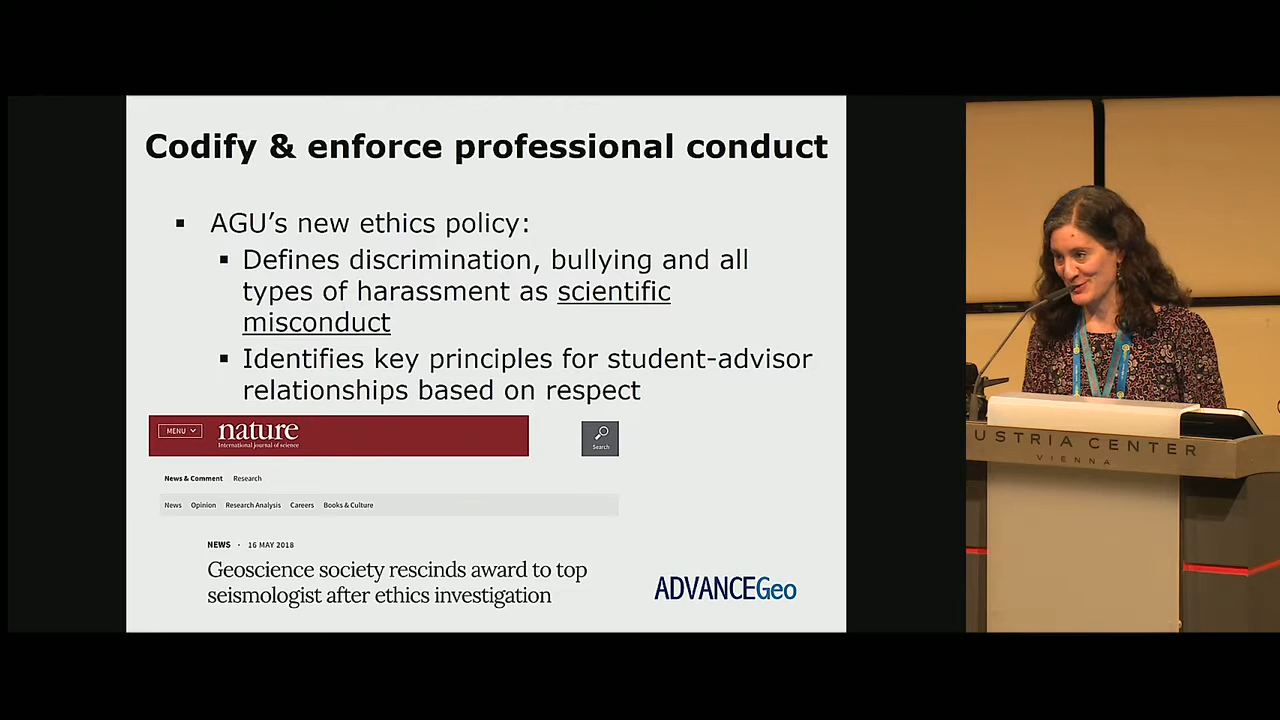 Codify & enforce professional conduct
▪ AGU’s new ethics policy:
▪ Defines discrimination, bullying and all
types of harassment as scientific
misconduct
▪ Identifies key principles for student-advisor
relationships based on respect
MENU
nature
International journal of science
Search
News & Comment Research
News Opinion Research Analysis Careers Books & Culture
NEWS · 16 MAY 2018
Geoscience society rescinds award to top
seismologist after ethics investigation
ADVANCEGeo
USTRIA CENTER
VIENNA